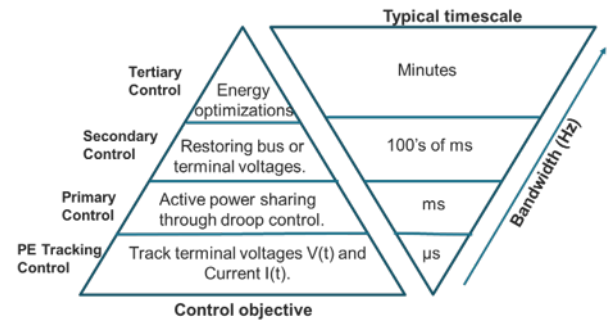 Typical timescale
Tertiary
Control
Energy
optimizations
Minutes
Secondary
Control
Restoring bus or
terminal voltages.
100's of ms
Primary
Control
Active power sharing
through droop control.
ms
PE Tracking
Control
Track terminal voltages V(t) and
Current I(t).
µs
Bandwidth (Hz)
Control objective